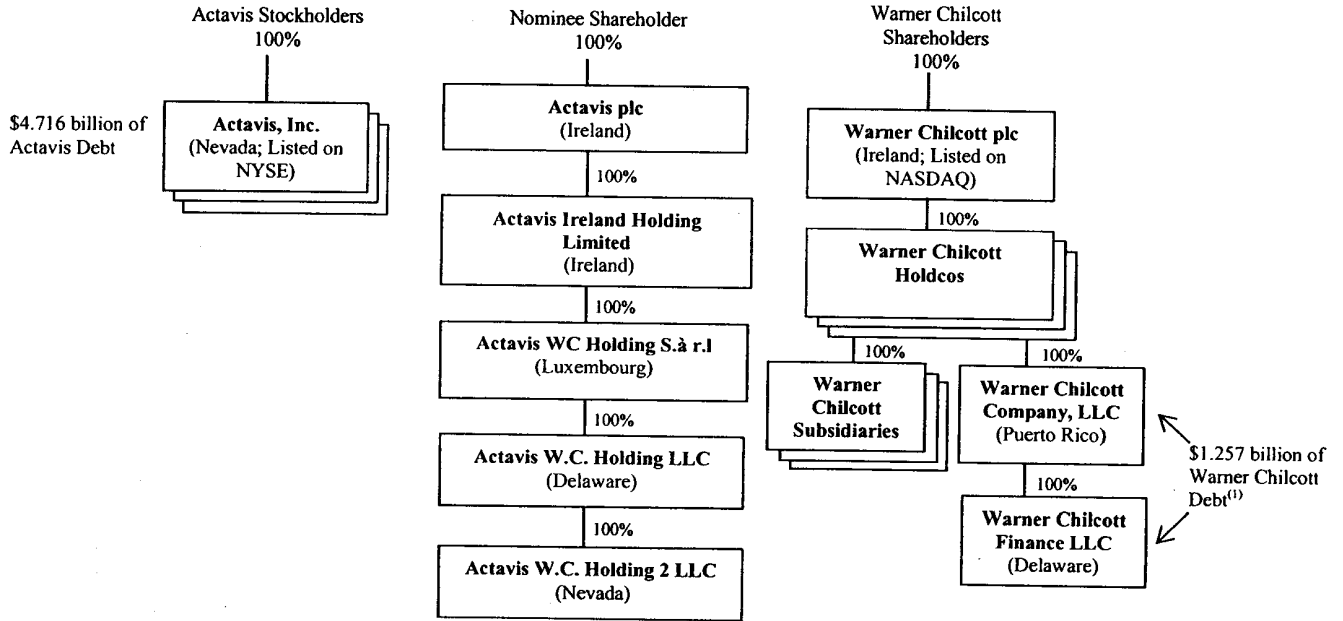 Actavis Stockholders
100%
$4.716 billion of
Actavis Debt
Actavis, Inc.
(Nevada; Listed on
NYSE)
Nominee Shareholder
100%
Actavis plc
(Ireland)
100%
Actavis Ireland Holding
Limited
(Ireland)
100%
Actavis WC Holding S.à r.l
(Luxembourg)
100%
Actavis W.C. Holding LLC
(Delaware)
100%
Actavis W.C. Holding 2 LLC
(Nevada)
Warner Chilcott
Shareholders
100%
Warner Chilcott plc
(Ireland; Listed on
NASDAQ)
100%
Warner Chilcott
Holdcos
100%
Warner
Chilcott
Subsidiaries
100%
Warner Chilcott
Company, LLC
(Puerto Rico)
100%
Warner Chilcott
Finance LLC
(Delaware)
$1.257 billion of
Warner Chilcott
Debt(1)